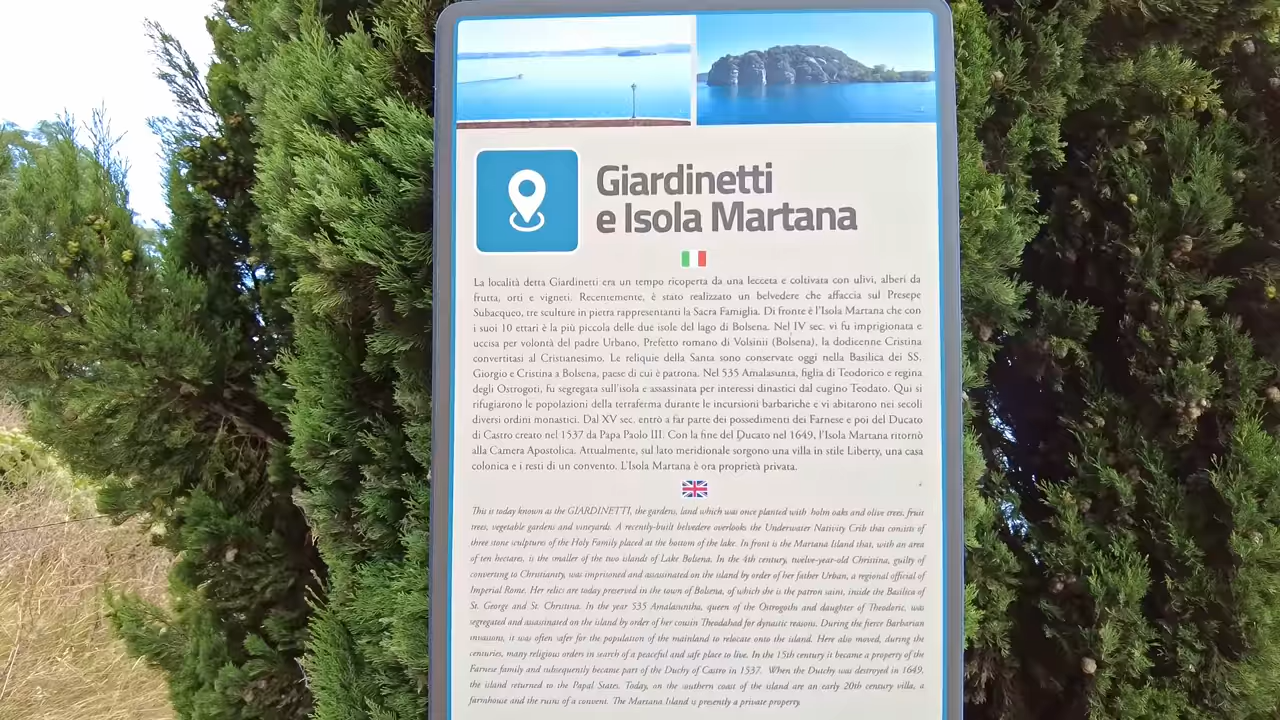 Giardinetti
e Isola Martana
La località detta Giardinetti era un tempo ricoperta da una lecceta e coltivata con ulivi, alberi da
frutta, orti e vigneti. Recentemente, è stato realizzato un belvedere che affaccia sul Presepe
Subacqueo, tre sculture in pietra rappresentanti la Sacra Famiglia. Di fronte è l'Isola Martana che con
i suoi 10 ettari è la più piccola delle due isole del lago di Bolsena. Nel IV sec. vi fu imprigionata e
uccisa per volontà del padre Urbano, Prefetto romano di Volsinii (Bolsena), la dodicenne Cristina
convertitasi al Cristianesimo. Le reliquie della Santa sono conservate oggi nella Basilica dei SS.
Giorgio e Cristina a Bolsena, paese di cui è patrona. Nel 535 Amalasunta, figlia di Teodorico e regina
degli Ostrogoti, fu segregata sull'isola e assassinata per interessi dinastici dal cugino Teodato. Qui si
rifugiarono le popolazioni della terraferma durante le incursioni barbariche e vi abitarono nei secoli
diversi ordini monastici. Dal XV sec. entrò a far parte dei possedimenti dei Farnese e poi del Ducato
di Castro creato nel 1537 da Papa Paolo III. Con la fine del Ducato nel 1649, l'Isola Martana ritornò
alla Camera Apostolica. Attualmente, sul lato meridionale sorgono una villa in stile Liberty, una casa
colonica e i resti di un convento. L'Isola Martana è ora proprietà privata.
This is today known as the GIARDINETTI, the gardens, land which was once planted with holm oaks and olive trees, fruit
trees, vegetable gardens and vineyards. A recently-built belvedere overlooks the Underwater Nativity Crib that consists of
three stone sculptures of the Holy Family placed at the bottom of the lake. In front is the Martana Island that, with an area
of ten hectares, is the smaller of the two islands of Lake Bolsena. In the 4th century, twelve-year-old Christina, guilty of
converting to Christianity, was imprisoned and assassinated on the island by order of her father Urban, a regional official of
Imperial Rome. Her relics are today preserved in the town of Bolsena, of which she is the patron saint, inside the Basilica of
St. George and St. Christina. In the year 535 Amalasuntha, queen of the Ostrogoths and daughter of Theodoric, was
segregated and assassinated on the island by order of her cousin Theodahad for dynastic reasons. During the fierce Barbarian
invasions, it was often safer for the population of the mainland to relocate onto the island. Here also moved, during the
centuries, many religious orders in search of a peaceful and safe place to live. In the 15th century it became a property of the
Farnese family and subsequently became part of the Duchy of Castro in 1537. When the Dutchy was destroyed in 1649,
the island returned to the Papal States. Today, on the southern coast of the island are an early 20th century villa, a
farmhouse and the ruins of a convent. The Martana Island is presently a private property.